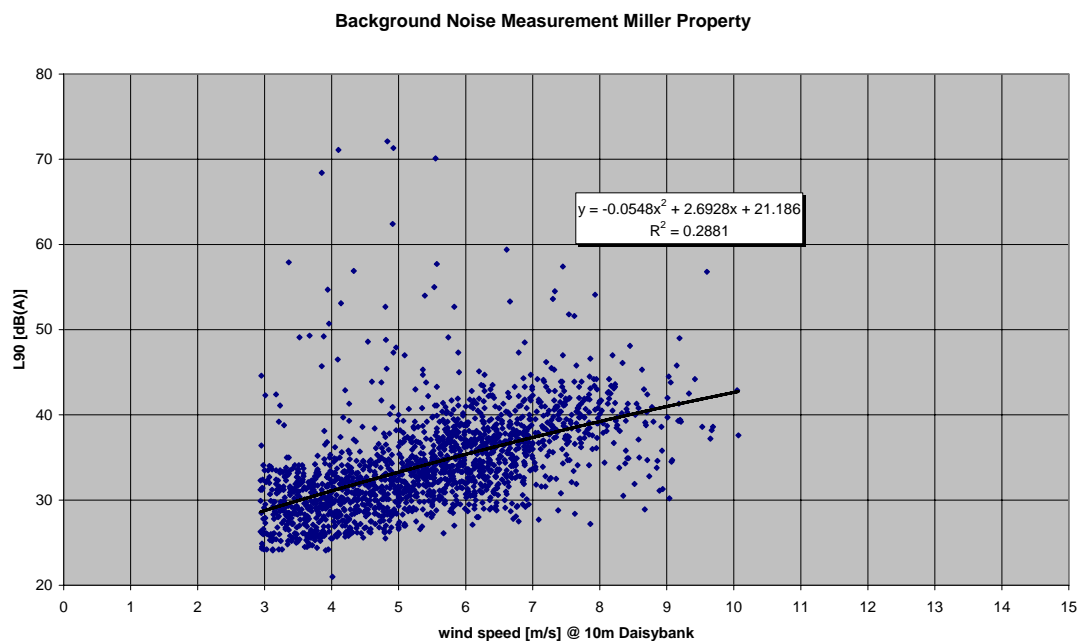 Background Noise Measurement Miller Property
80
70
60
50
40
30
20
L90 [dB(A)]
y = -0.0548x² + 2.6928x + 21.186
R² = 0.2881
0 1 2 3 4 5 6 7 8 9 10 11 12 13 14 15
wind speed [m/s] @ 10m Daisybank